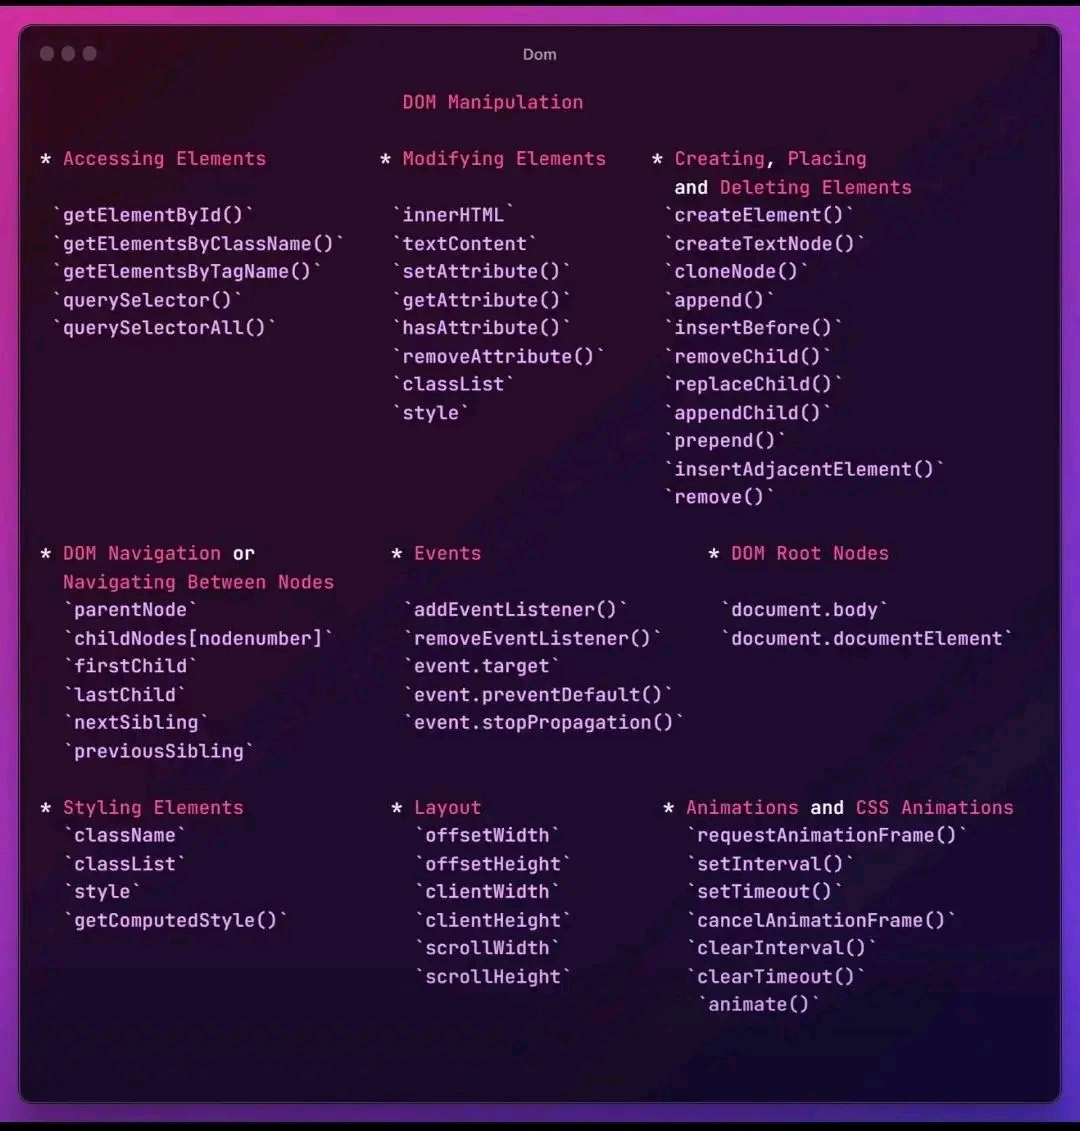 Dom
DOM Manipulation
* Accessing Elements
`getElementById()`
`getElementsByClassName()`
`getElementsByTagName()`
`querySelector()`
`querySelectorAll()`
* Modifying Elements
`innerHTML`
`textContent`
`setAttribute()`
`getAttribute()`
`hasAttribute()`
`removeAttribute()`
`classList`
`style`
* Creating, Placing
and Deleting Elements
`createElement()`
`createTextNode()`
`cloneNode()`
`append()`
`insertBefore()`
`removeChild()`
`replaceChild()`
`appendChild()`
`prepend()`
`insertAdjacentElement()`
`remove()`
* DOM Navigation or
Navigating Between Nodes
`parentNode`
`childNodes[nodenumber]`
`firstChild`
`lastChild`
`nextSibling`
`previousSibling`
* Events
`addEventListener()`
`removeEventListener()`
`event.target`
`event.preventDefault()`
`event.stopPropagation()`
* DOM Root Nodes
`document.body`
`document.documentElement`
* Styling Elements
`className`
`classList`
`style`
`getComputedStyle()`
* Layout
`offsetWidth`
`offsetHeight`
`clientWidth`
`clientHeight`
`scrollWidth`
`scrollHeight`
* Animations and CSS Animations
`requestAnimationFrame()`
`setInterval()`
`setTimeout()`
`cancelAnimationFrame()`
`clearInterval()`
`clearTimeout()`
`animate()`